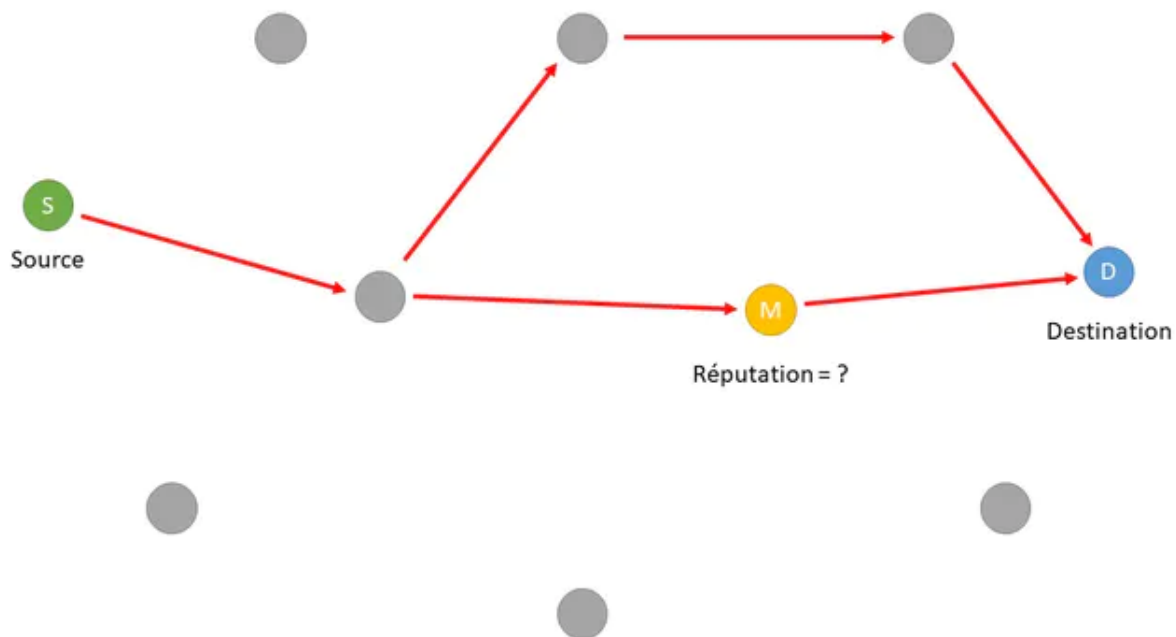 S
Source
M
Réputation = ?
D
Destination